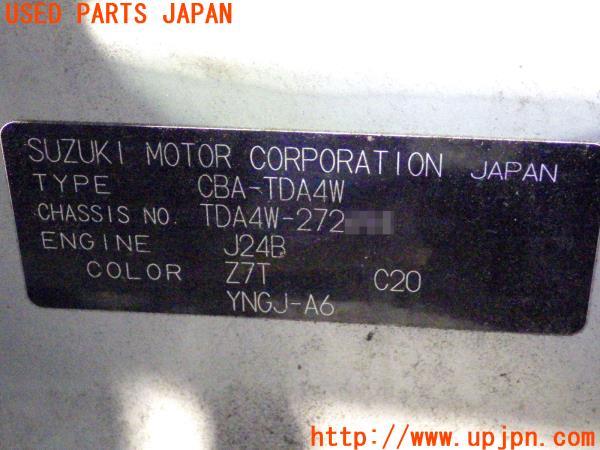 USED PARTS JAPAN
SUZUKI MOTOR CORPORATION JAPAN
TYPE CBA-TDA4W
CHASSIS NO. TDA4W-272
ENGINE J24B
COLOR Z7T C20
YNGJ-A6
http://www.upjpn.com